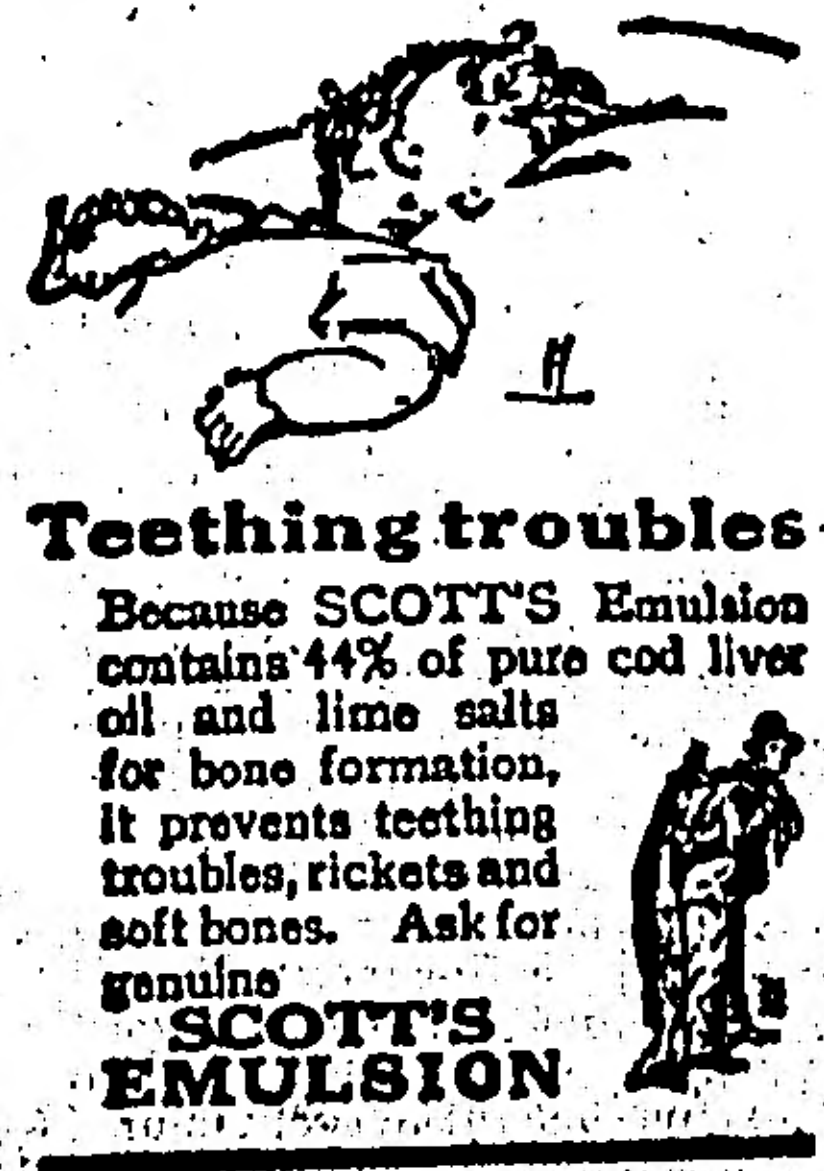 Teething troubles
Because SCOTT'S Emulsion
contains 44% of pure cod liver
oil and lime salts
for bone formation,
it prevents teething
troubles, rickets and
soft bones. Ask for
genuine
SCOTT'S
EMULSION